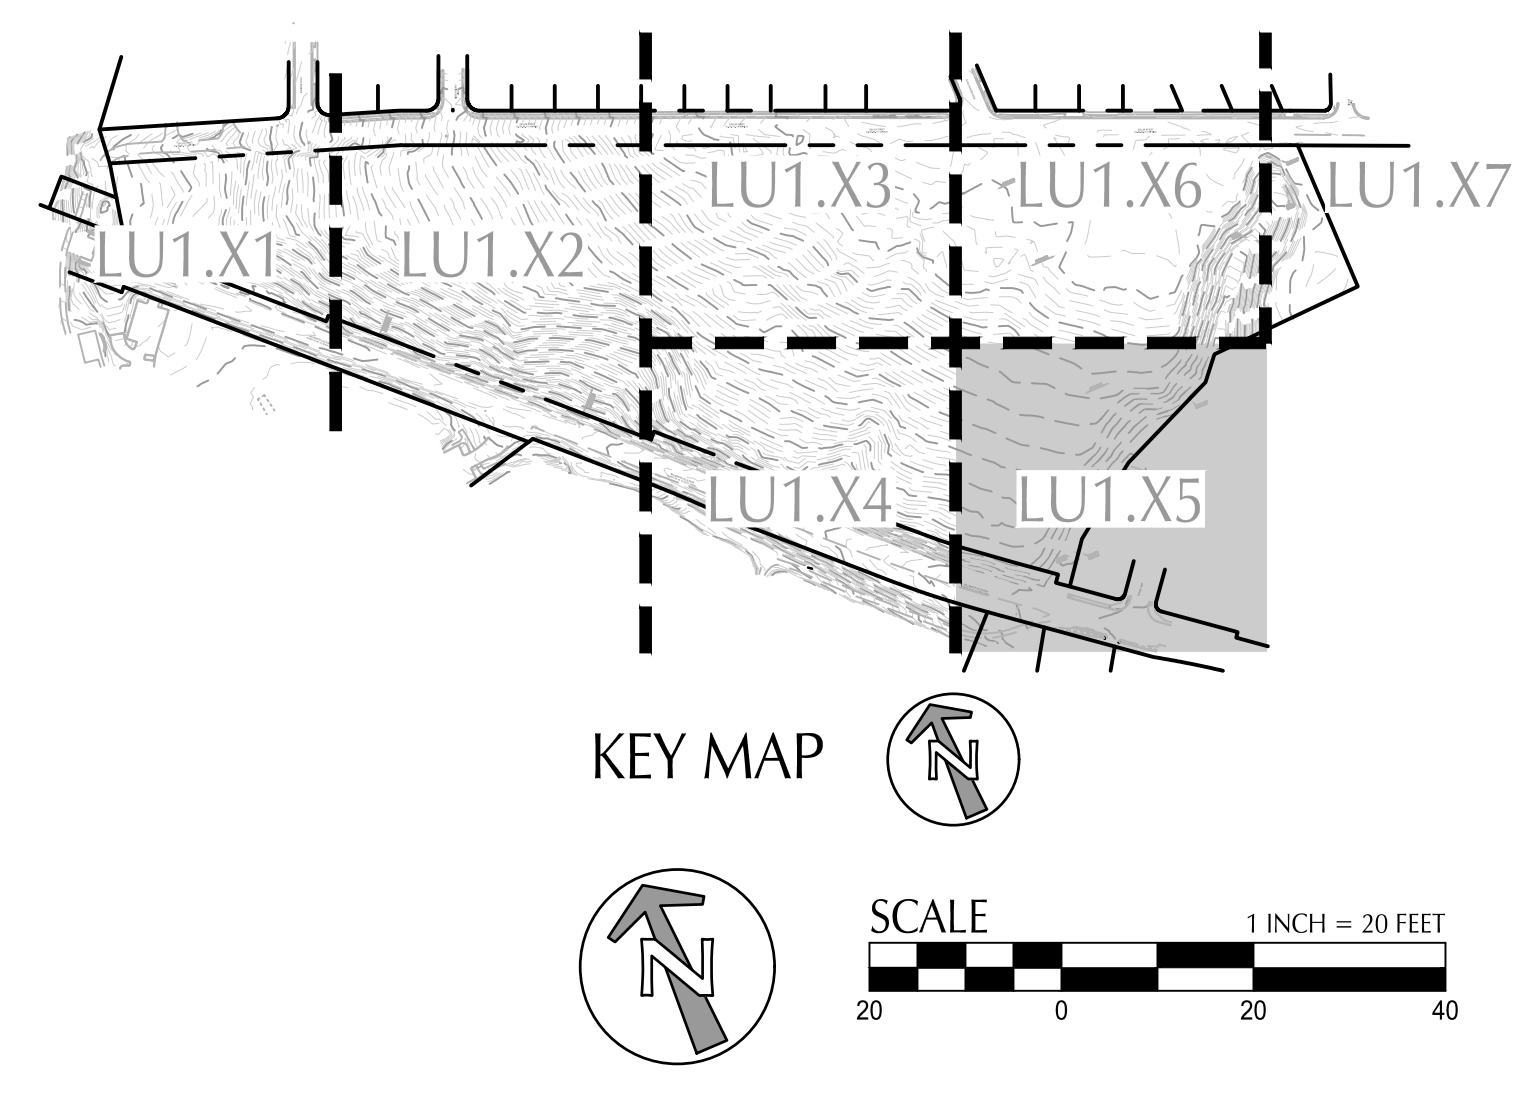 LU1.X3
LU1.X6
LU1.X7
LU1.X1
LU1.X2
LU1.X4
LU1.X5
KEY MAP
N
N
SCALE
1 INCH = 20 FEET
20 0 20 40